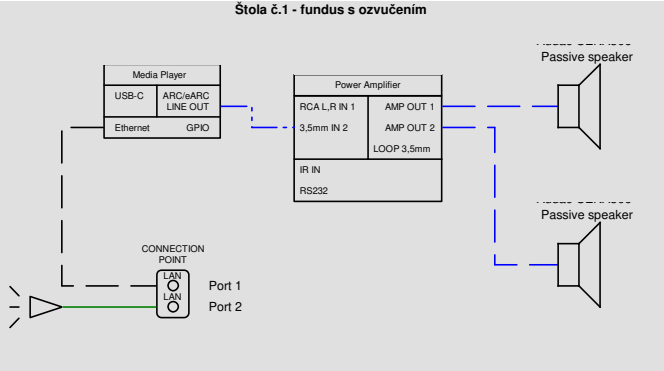 Štola č.1 - fundus s ozvučením
Passive speaker
Media Player
USB-C
ARC/eARC
LINE OUT
Ethernet
GPIO
Power Amplifier
RCA L,R IN 1
AMP OUT 1
3,5mm IN 2
AMP OUT 2
LOOP 3,5mm
IR IN
RS232
Passive speaker
CONNECTION
POINT
LAN
Port 1
LAN
Port 2